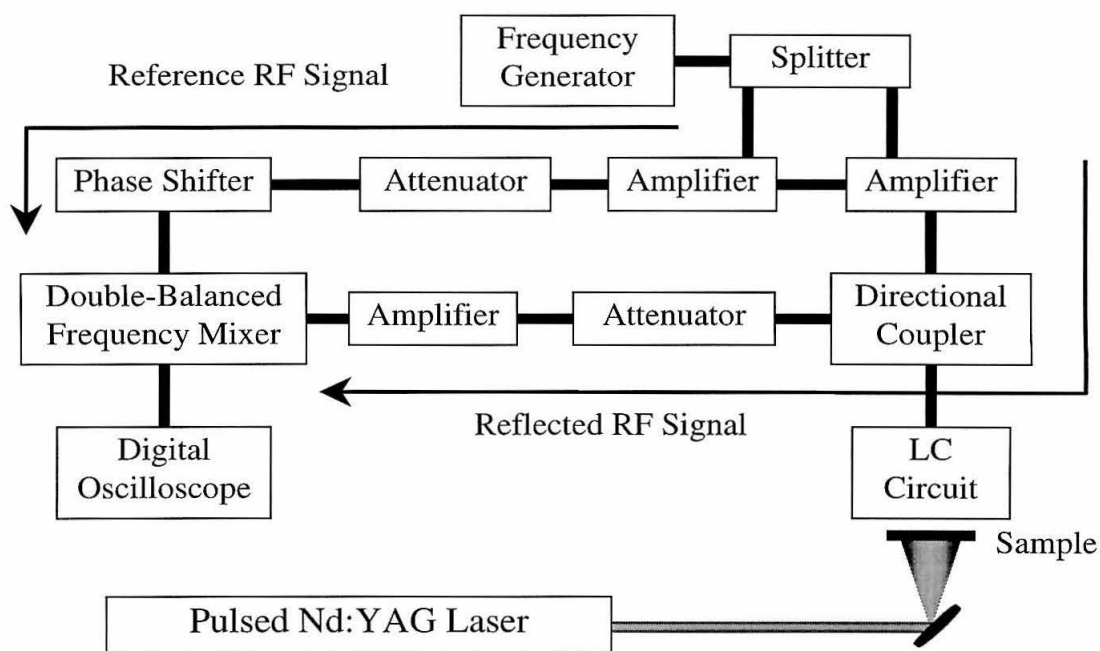 Frequency
Generator
Splitter
Reference RF Signal
Phase Shifter
Attenuator
Amplifier
Amplifier
Double-Balanced
Frequency Mixer
Amplifier
Attenuator
Directional
Coupler
Reflected RF Signal
Digital
Oscilloscope
LC
Circuit
Sample
Pulsed Nd:YAG Laser